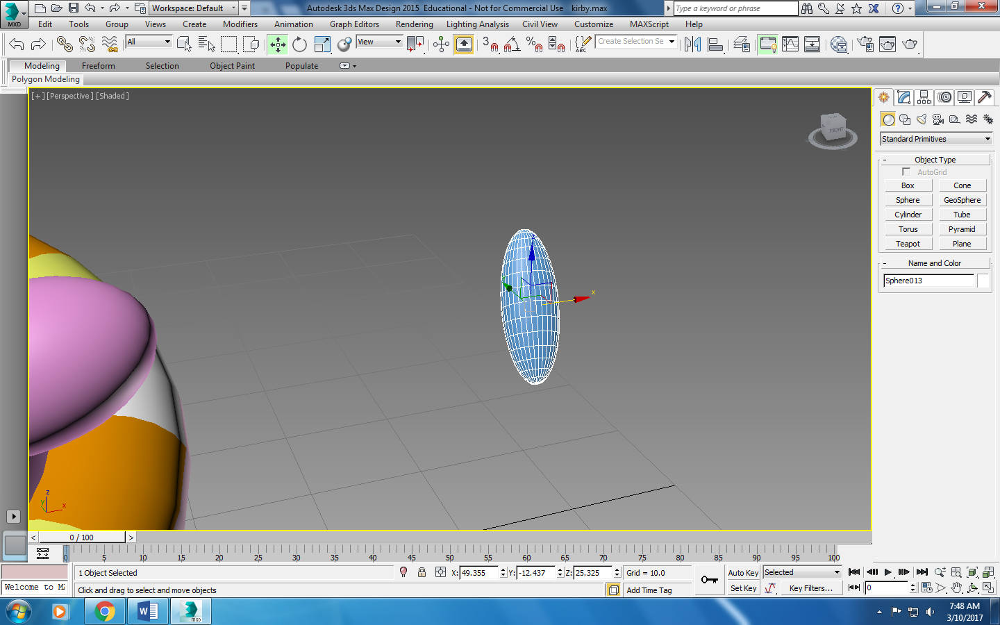 Workspace: Default
Autodesk 3ds Max Design 2015 Educational - Not for Commercial Use kirby.max
Type a keyword or phrase
MXD
Edit Tools Group Views Create Modifiers Animation Graph Editors Rendering Lighting Analysis Civil View Customize MAXScript Help
All
View
3
%
ABC
Create Selection Se
Modeling Freeform Selection Object Paint Populate
Polygon Modeling
[+] [Perspective] [Shaded]
FRONT
Standard Primitives
- Object Type
AutoGrid
Box Cone
Sphere GeoSphere
Cylinder Tube
Torus Pyramid
Teapot Plane
- Name and Color
Sphere013
x
z
y x
< 0 / 100 >
0 5 10 15 20 25 30 35 40 45 50 55 60 65 70 75 80 85 90 95 100
1 Object Selected
X: 49.355 Y: -12.437 Z: 25.325
Grid = 10.0
Auto Key
Selected
Welcome to M
Click and drag to select and move objects
Add Time Tag
Set Key
Key Filters...
0
W
MXD
7:48 AM
3/10/2017